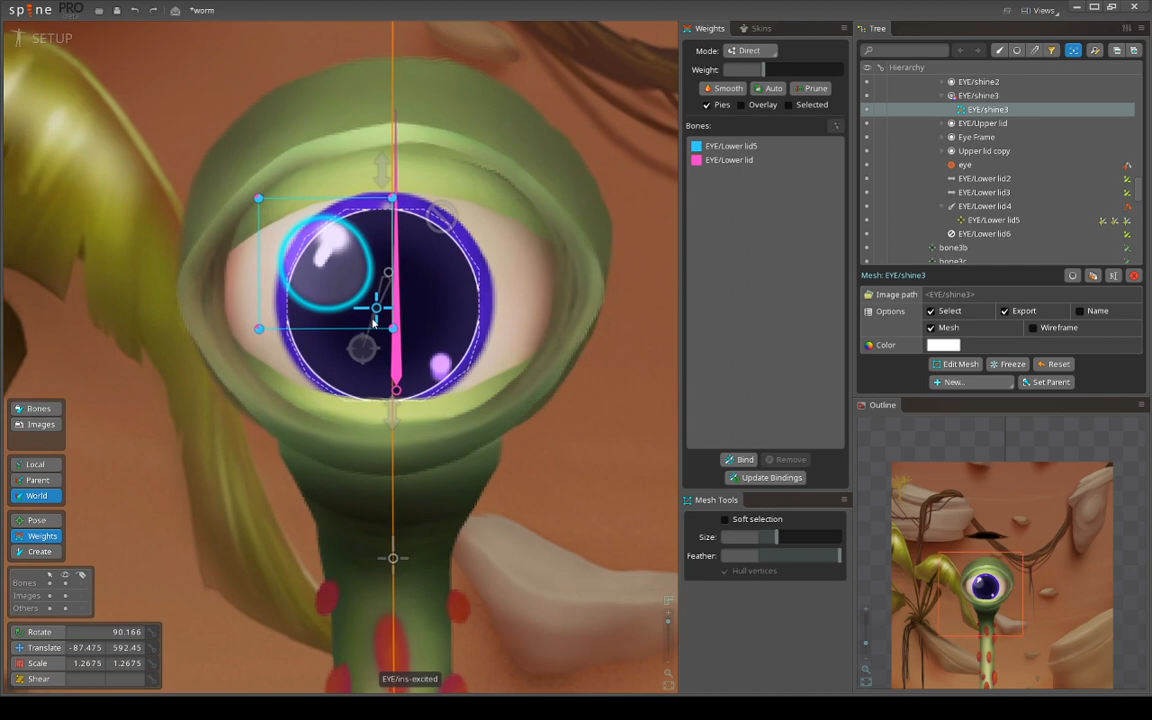 spine PRO
*worm
Views
SETUP
Weights
Skins
Tree
Mode:
Direct
Weight:
Smooth
Auto
Prune
Pies
Overlay
Selected
Bones:
EYE/Lower lid5
EYE/Lower lid
Hierarchy
EYE/shine2
EYE/shine3
EYE/shine3
EYE/Upper lid
Eye Frame
Upper lid copy
eye
EYE/Lower lid2
EYE/Lower lid3
EYE/Lower lid4
EYE/Lower lid5
EYE/Lower lid6
bone3b
bone3c
Mesh: EYE/shine3
Image path
<EYE/shine3>
Options
Select
Export
Name
Mesh
Wireframe
Color
Edit Mesh
Freeze
Reset
New...
Set Parent
Outline
Bind
Remove
Update Bindings
Mesh Tools
Soft selection
Size:
Feather:
Hull vertices
Bones
Images
Local
Parent
World
Pose
Weights
Create
Bones
Images
Others
Rotate 90.166
Translate -87.475 592.45
Scale 1.2675 1.2675
Shear
EYE/iris-excited